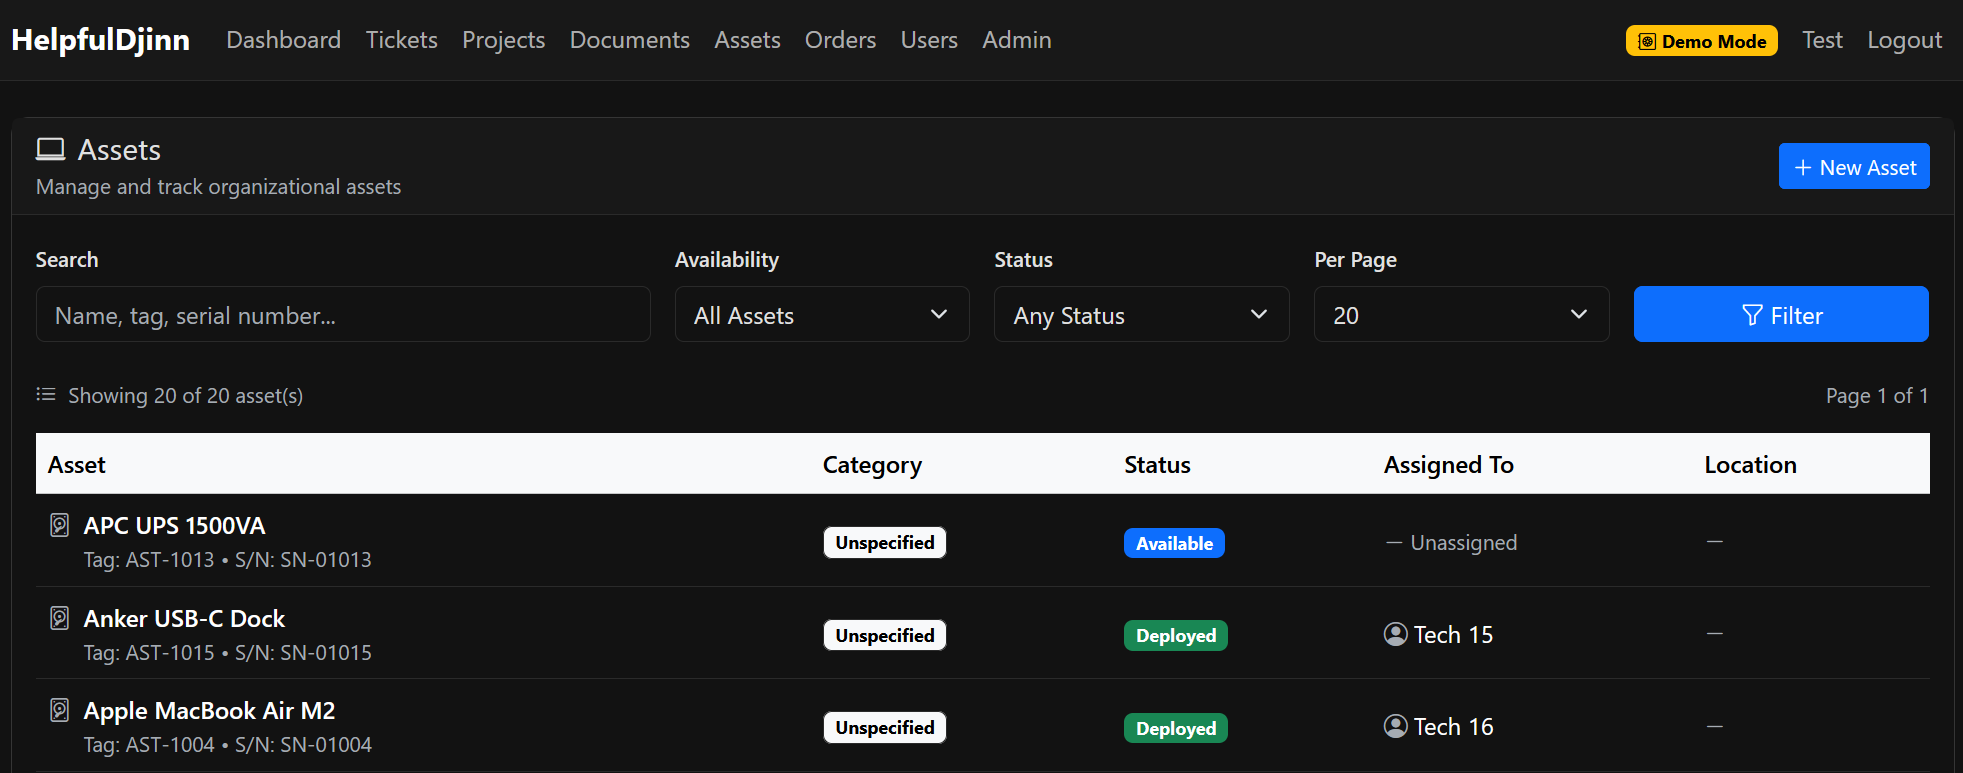 HelpfulDjinn Dashboard Tickets Projects Documents Assets Orders Users Admin Demo Mode Test Logout
Assets
Manage and track organizational assets
+ New Asset
Search Availability Status Per Page
Name, tag, serial number... All Assets Any Status 20 Filter
Showing 20 of 20 asset(s) Page 1 of 1
Asset Category Status Assigned To Location
APC UPS 1500VA
Tag: AST-1013 • S/N: SN-01013
Unspecified Available — Unassigned —
Anker USB-C Dock
Tag: AST-1015 • S/N: SN-01015
Unspecified Deployed Tech 15 —
Apple MacBook Air M2
Tag: AST-1004 • S/N: SN-01004
Unspecified Deployed Tech 16 —